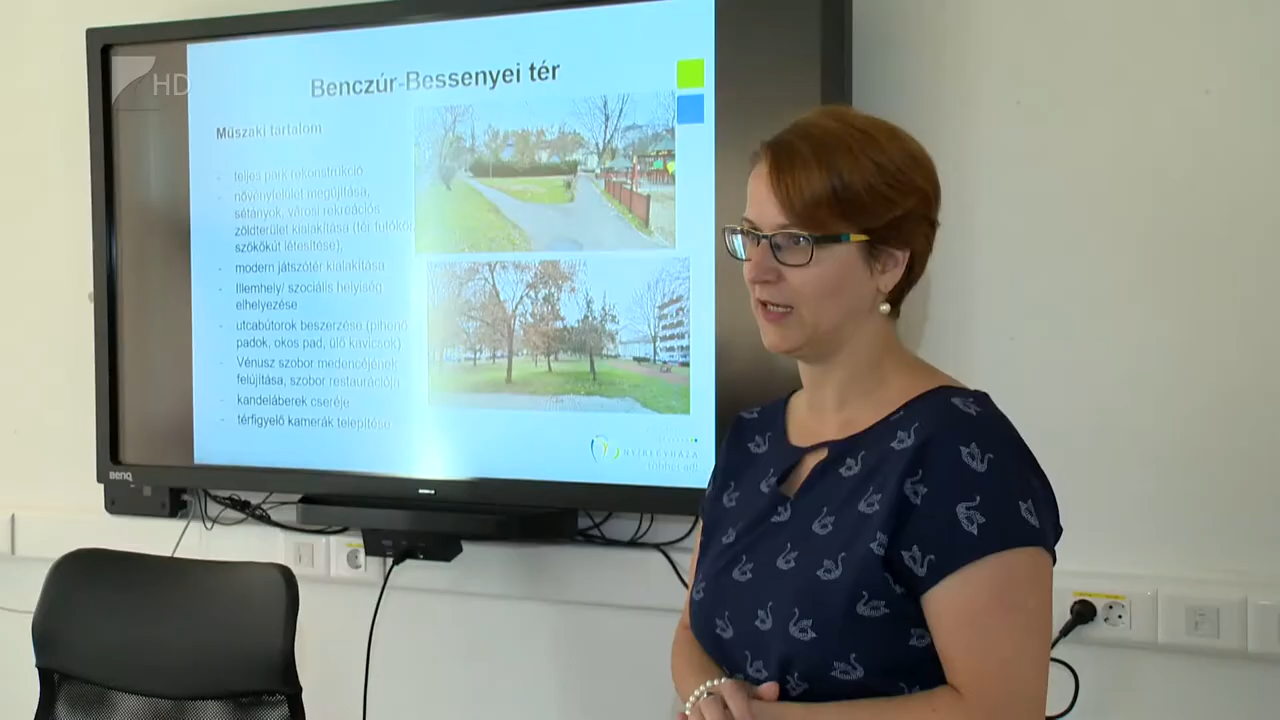 HD
Benczúr-Bessenyei tér
Műszaki tartalom
- teljes park rekonstrukció
- növényfelület megújítása,
sétányok, városi rekreációs
zöldterület kialakítása (tér futókör,
szökőkút létesítése),
- modern játszótér kialakítása
- Illemhely/ szociális helyiség
elhelyezése
- utcabútorok beszerzése (pihenő
padok, okos pad, ülő kavicsok)
- Vénusz szobor medencéjének
felújítása, szobor restaurációja
- kandeláberek cseréje
- térfigyelő kamerák telepítése
NYÍREGYHÁZA
többet ad!
BenQ